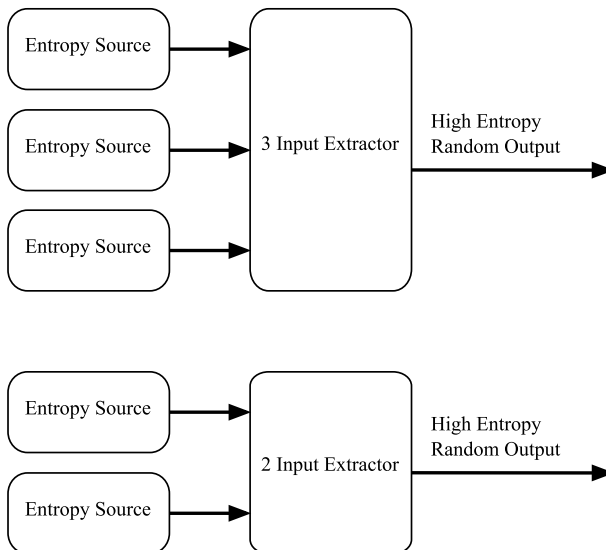 Entropy Source
Entropy Source
Entropy Source
3 Input Extractor
High Entropy
Random Output
Entropy Source
Entropy Source
2 Input Extractor
High Entropy
Random Output